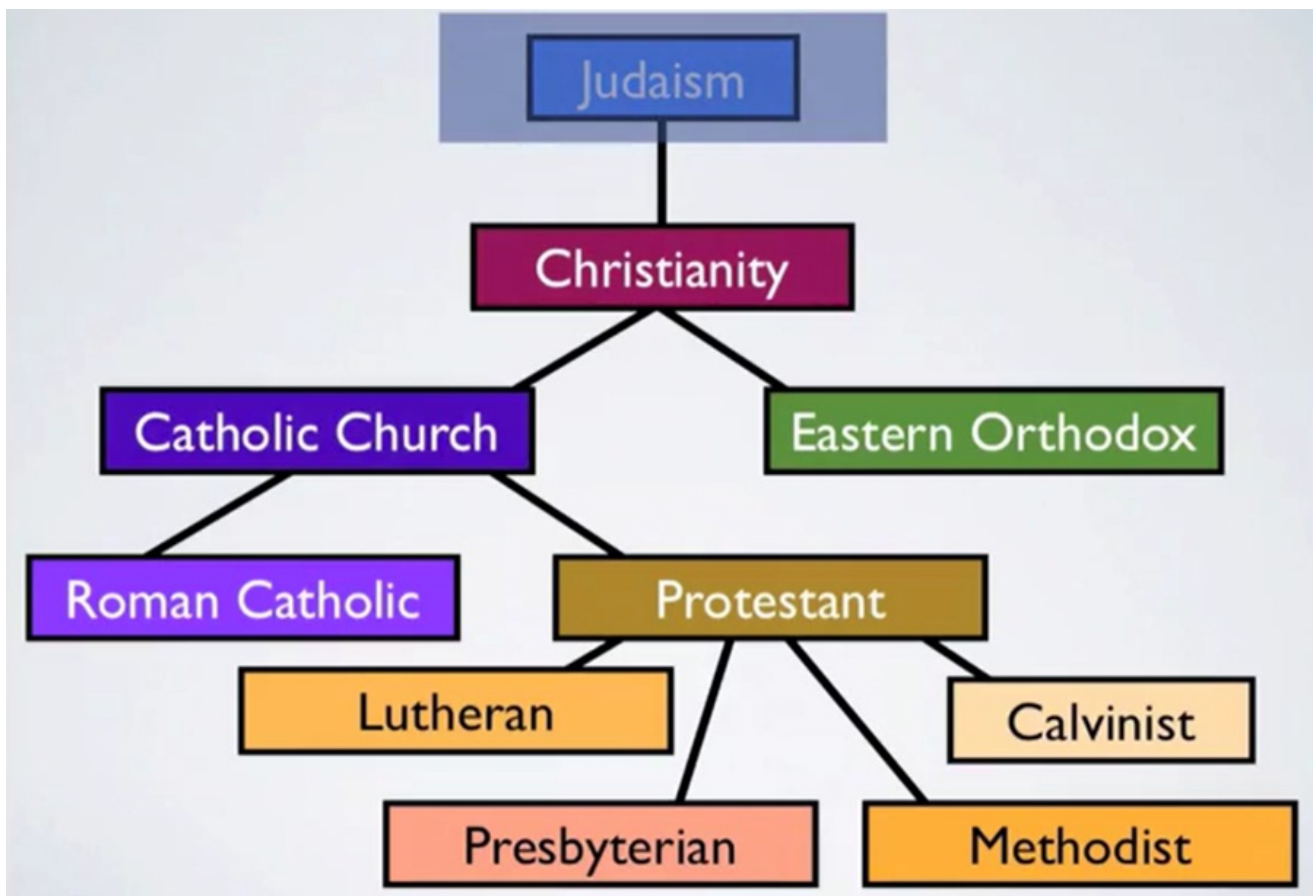 Judaism
Christianity
Catholic Church
Eastern Orthodox
Roman Catholic
Protestant
Lutheran
Calvinist
Presbyterian
Methodist